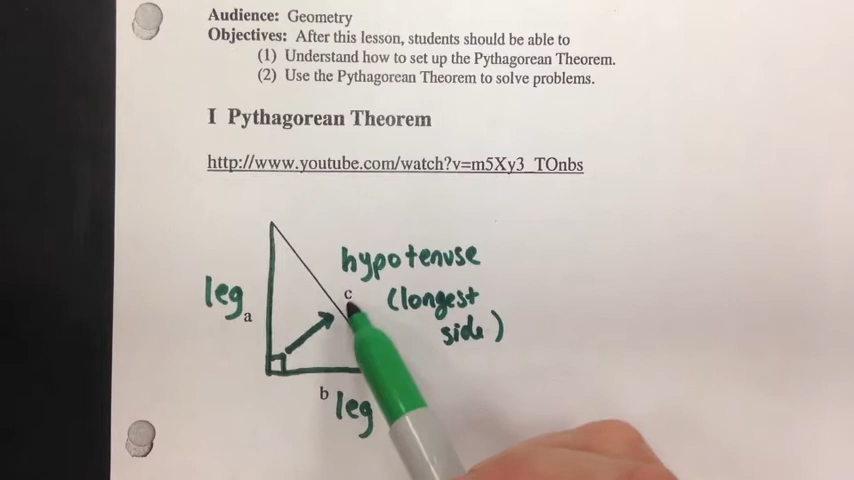 Audience: Geometry
Objectives: After this lesson, students should be able to
(1) Understand how to set up the Pythagorean Theorem.
(2) Use the Pythagorean Theorem to solve problems.
I Pythagorean Theorem
http://www.youtube.com/watch?v=m5Xy3_TOnbs
hypotenuse
leg
a
c
(longest
side)
b
leg